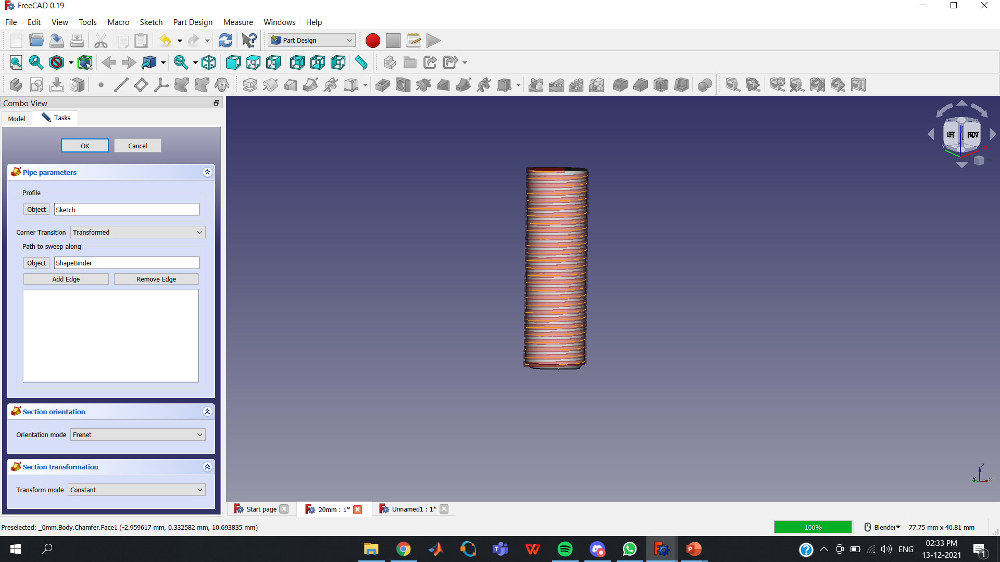 FreeCAD 0.19
File Edit View Tools Macro Sketch Part Design Measure Windows Help
Part Design
Combo View
Model Tasks
OK Cancel
Pipe parameters
Profile
Object Sketch
Corner Transition Transformed
Path to sweep along
Object ShapeBinder
Add Edge Remove Edge
Section orientation
Orientation mode Frenet
Section transformation
Transform mode Constant
Z
LEFT FRONT
Y X
Z
Y X
Start page 20mm : 1* Unnamed1 : 1*
Preselected: _0mm.Body.Chamfer.Face1 (-2.959617 mm, 0.332582 mm, 10.693835 mm)
100% Blender 77.75 mm x 40.81 mm
ENG 02:33 PM
13-12-2021
1